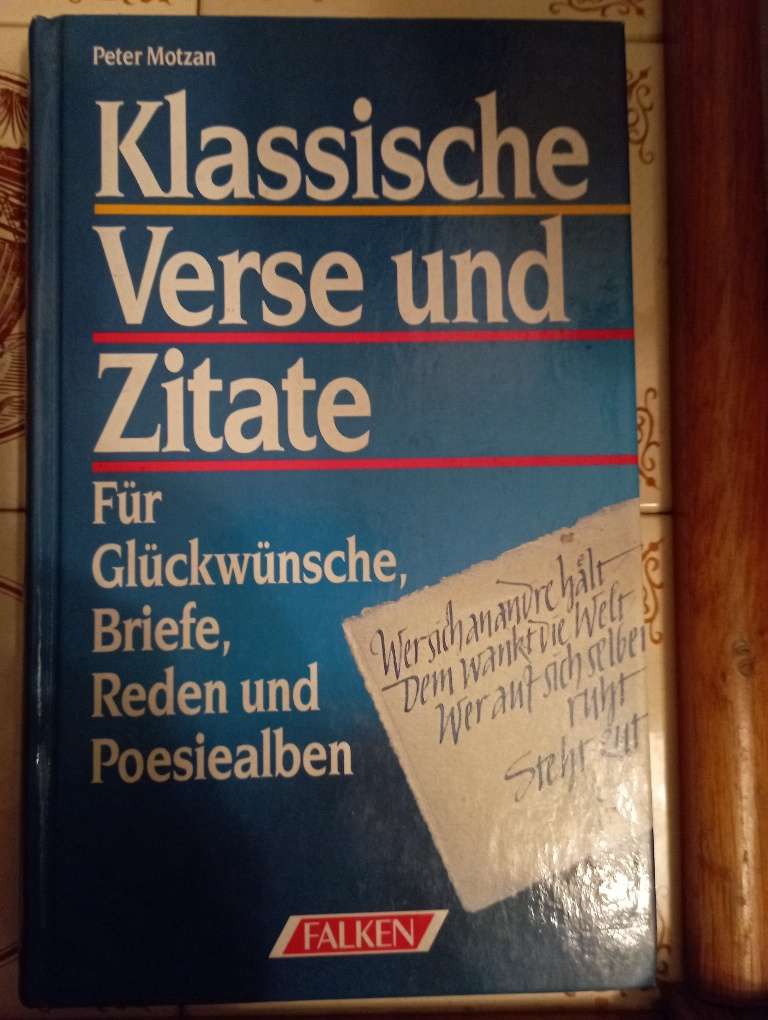 Peter Motzan
Klassische
Verse und
Zitate
Für
Glückwünsche,
Briefe,
Reden und
Poesiealben
Wer sich an andre hält
Dem wankt die Welt
Wer auf sich selber
ruht
Steht gut
FALKEN